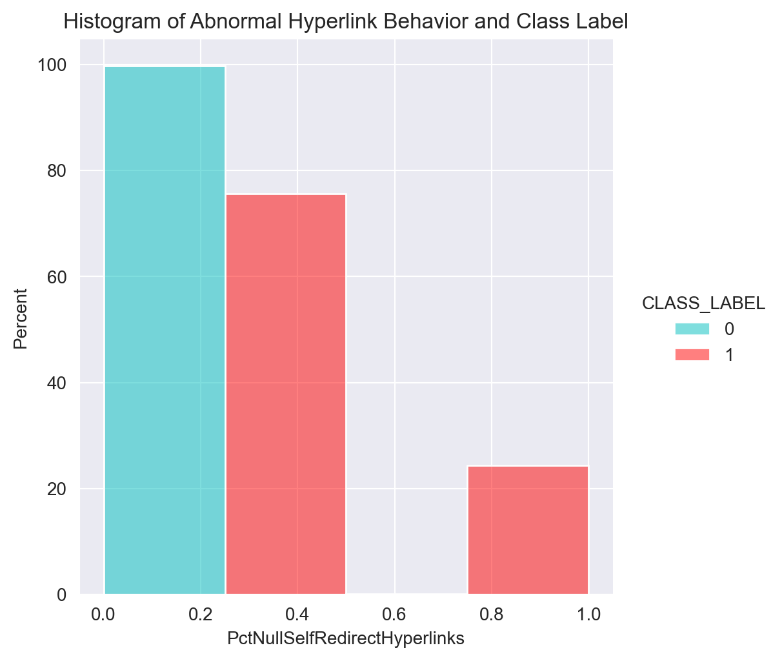 Histogram of Abnormal Hyperlink Behavior and Class Label
100
80
60
40
20
0
Percent
0.0 0.2 0.4 0.6 0.8 1.0
PctNullSelfRedirectHyperlinks
CLASS_LABEL
0
1